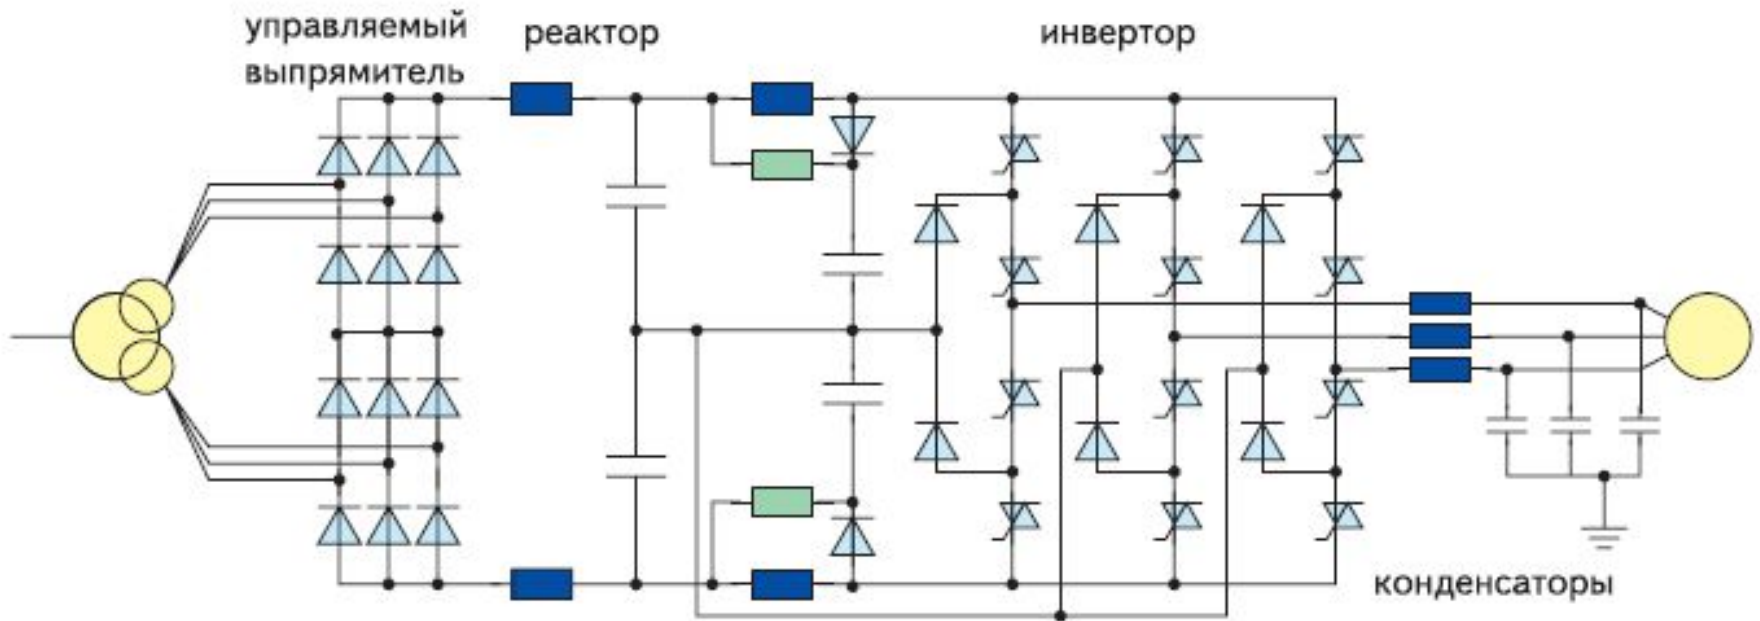 управляемый
выпрямитель
реактор
инвертор
конденсаторы